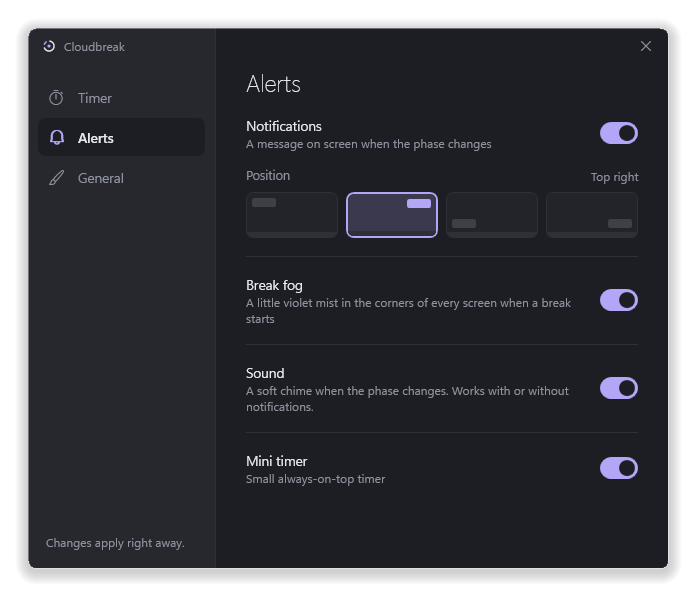 Cloudbreak
Timer
Alerts
General
Changes apply right away.
Alerts
Notifications
A message on screen when the phase changes
Position
Top right
Break fog
A little violet mist in the corners of every screen when a break
starts
Sound
A soft chime when the phase changes. Works with or without
notifications.
Mini timer
Small always-on-top timer